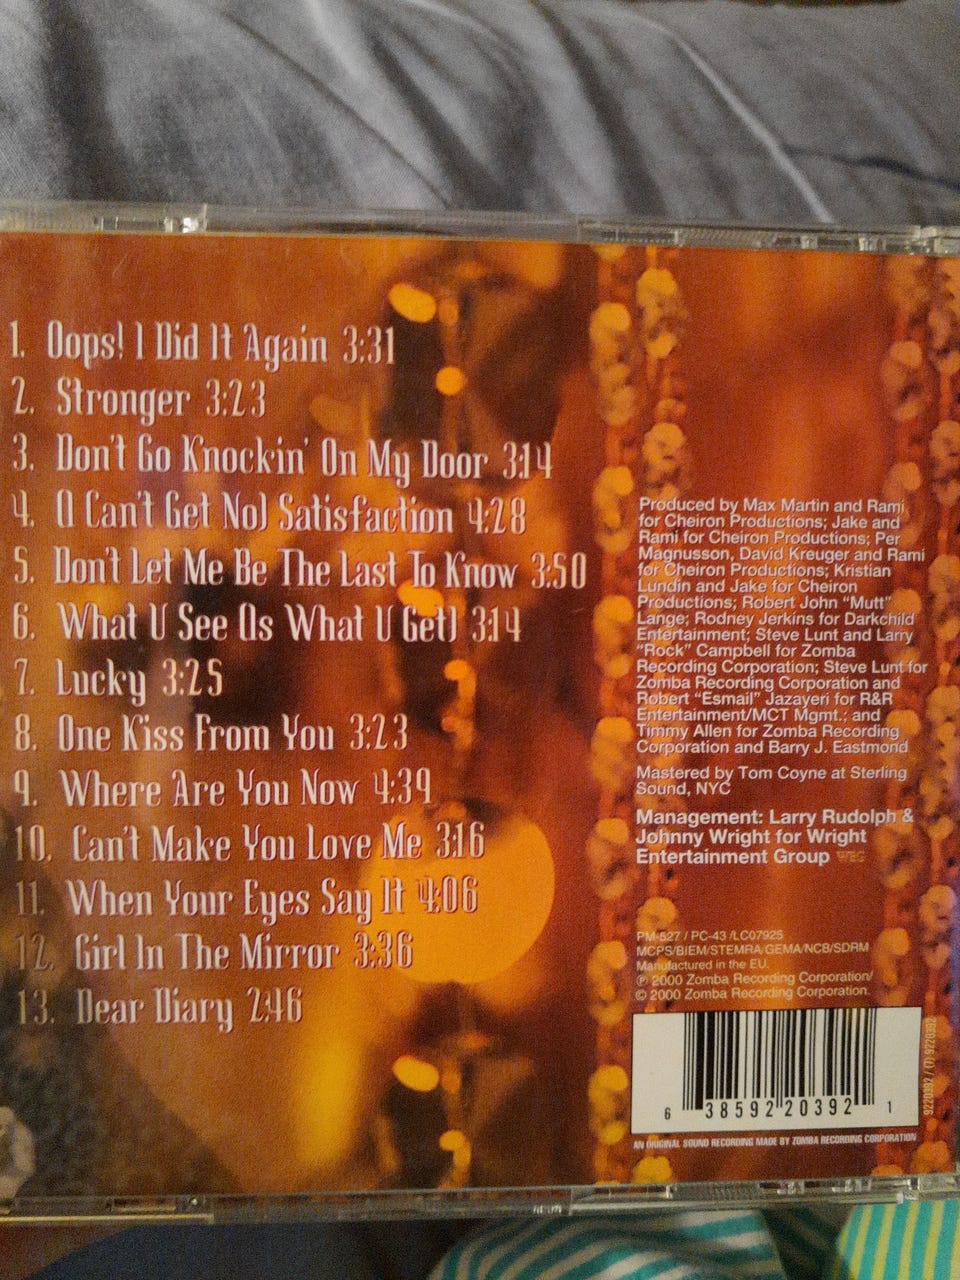 1. Oops! I Did It Again 3:31
2. Stronger 3:23
3. Don't Go Knockin' On My Door 3:14
4. (I Can't Get No) Satisfaction 4:28
5. Don't Let Me Be The Last To Know 3:50
6. What U See (Is What U Get) 3:14
7. Lucky 3:25
8. One Kiss From You 3:23
9. Where Are You Now 4:39
10. Can't Make You Love Me 3:16
11. When Your Eyes Say It 4:06
12. Girl In The Mirror 3:36
13. Dear Diary 2:46
Produced by Max Martin and Rami
for Cheiron Productions; Jake and
Rami for Cheiron Productions; Per
Magnusson, David Kreuger and Rami
for Cheiron Productions; Kristian
Lundin and Jake for Cheiron
Productions; Robert John “Mutt”
Lange; Rodney Jerkins for Darkchild
Entertainment; Steve Lunt and Larry
“Rock” Campbell for Zomba
Recording Corporation; Steve Lunt for
Zomba Recording Corporation and
Robert “Esmail” Jazayeri for R&R
Entertainment/MCT Mgmt.; and
Timmy Allen for Zomba Recording
Corporation and Barry J. Eastmond
Mastered by Tom Coyne at Sterling
Sound, NYC
Management: Larry Rudolph &
Johnny Wright for Wright
Entertainment Group WEG
PM-527 / PC-43 /LC07925
MCPS/BIEM/STEMRA/GEMA/NCB/SDRM
Manufactured in the EU.
℗ 2000 Zomba Recording Corporation/
© 2000 Zomba Recording Corporation.
6 38592 20392 1
9220392 / (1) 9220392
AN ORIGINAL SOUND RECORDING MADE BY ZOMBA RECORDING CORPORATION